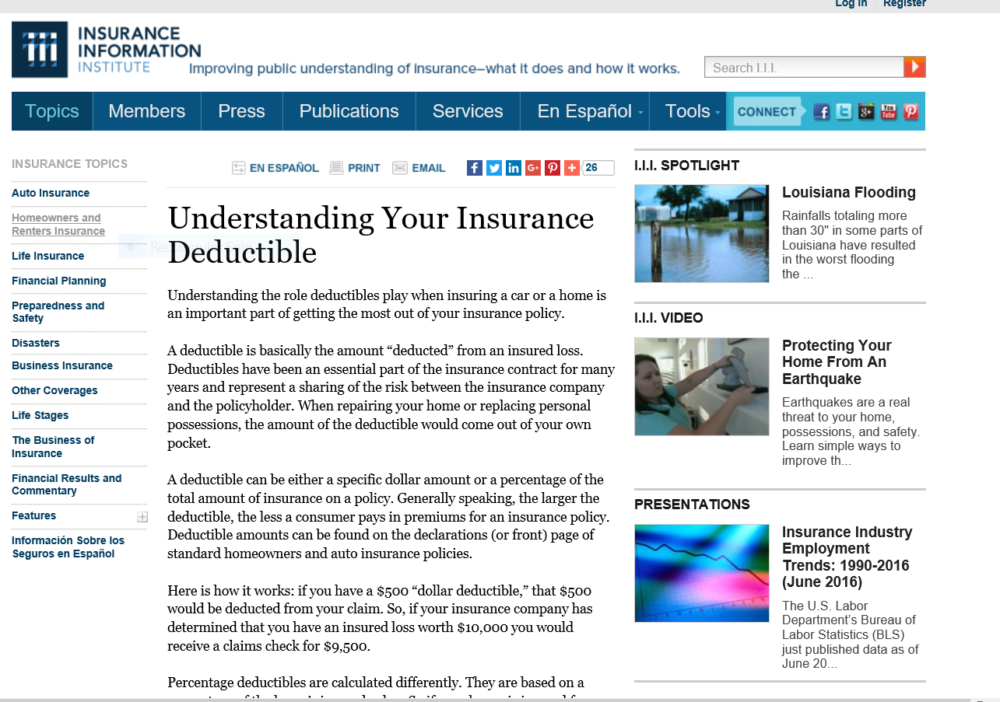 Log In
Register
INSURANCE
INFORMATION
INSTITUTE
Improving public understanding of insurance–what it does and how it works.
Search I.I.I.
Topics
Members
Press
Publications
Services
En Español
Tools
CONNECT
INSURANCE TOPICS
Auto Insurance
Homeowners and
Renters Insurance
Life Insurance
Financial Planning
Preparedness and
Safety
Disasters
Business Insurance
Other Coverages
Life Stages
The Business of
Insurance
Financial Results and
Commentary
Features
Información Sobre los
Seguros en Español
EN ESPAÑOL
PRINT
EMAIL
26
Understanding Your Insurance
Deductible
Understanding the role deductibles play when insuring a car or a home is
an important part of getting the most out of your insurance policy.
A deductible is basically the amount “deducted” from an insured loss.
Deductibles have been an essential part of the insurance contract for many
years and represent a sharing of the risk between the insurance company
and the policyholder. When repairing your home or replacing personal
possessions, the amount of the deductible would come out of your own
pocket.
A deductible can be either a specific dollar amount or a percentage of the
total amount of insurance on a policy. Generally speaking, the larger the
deductible, the less a consumer pays in premiums for an insurance policy.
Deductible amounts can be found on the declarations (or front) page of
standard homeowners and auto insurance policies.
Here is how it works: if you have a $500 “dollar deductible,” that $500
would be deducted from your claim. So, if your insurance company has
determined that you have an insured loss worth $10,000 you would
receive a claims check for $9,500.
Percentage deductibles are calculated differently. They are based on a
I.I.I. SPOTLIGHT
Louisiana Flooding
Rainfalls totaling more
than 30" in some parts of
Louisiana have resulted
in the worst flooding
the ...
I.I.I. VIDEO
Protecting Your
Home From An
Earthquake
Earthquakes are a real
threat to your home,
possessions, and safety.
Learn simple ways to
improve th...
PRESENTATIONS
Insurance Industry
Employment
Trends: 1990-2016
(June 2016)
The U.S. Labor
Department’s Bureau of
Labor Statistics (BLS)
just published data as of
June 20...